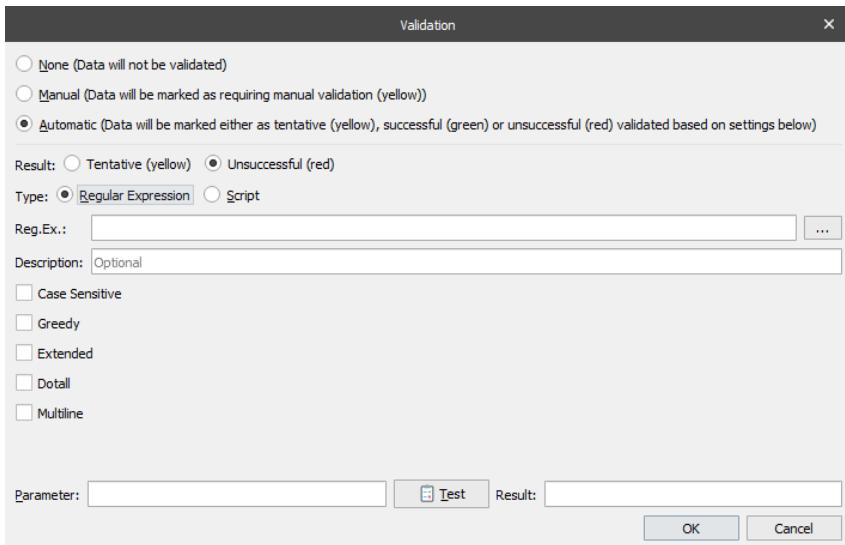 Validation
None (Data will not be validated)
Manual (Data will be marked as requiring manual validation (yellow))
Automatic (Data will be marked either as tentative (yellow), successful (green) or unsuccessful (red) validated based on settings below)
Result: Tentative (yellow) Unsuccessful (red)
Type: Regular Expression Script
Reg.Ex.: ...
Description: Optional
Case Sensitive
Greedy
Extended
Dotall
Multiline
Parameter: Test Result:
OK Cancel